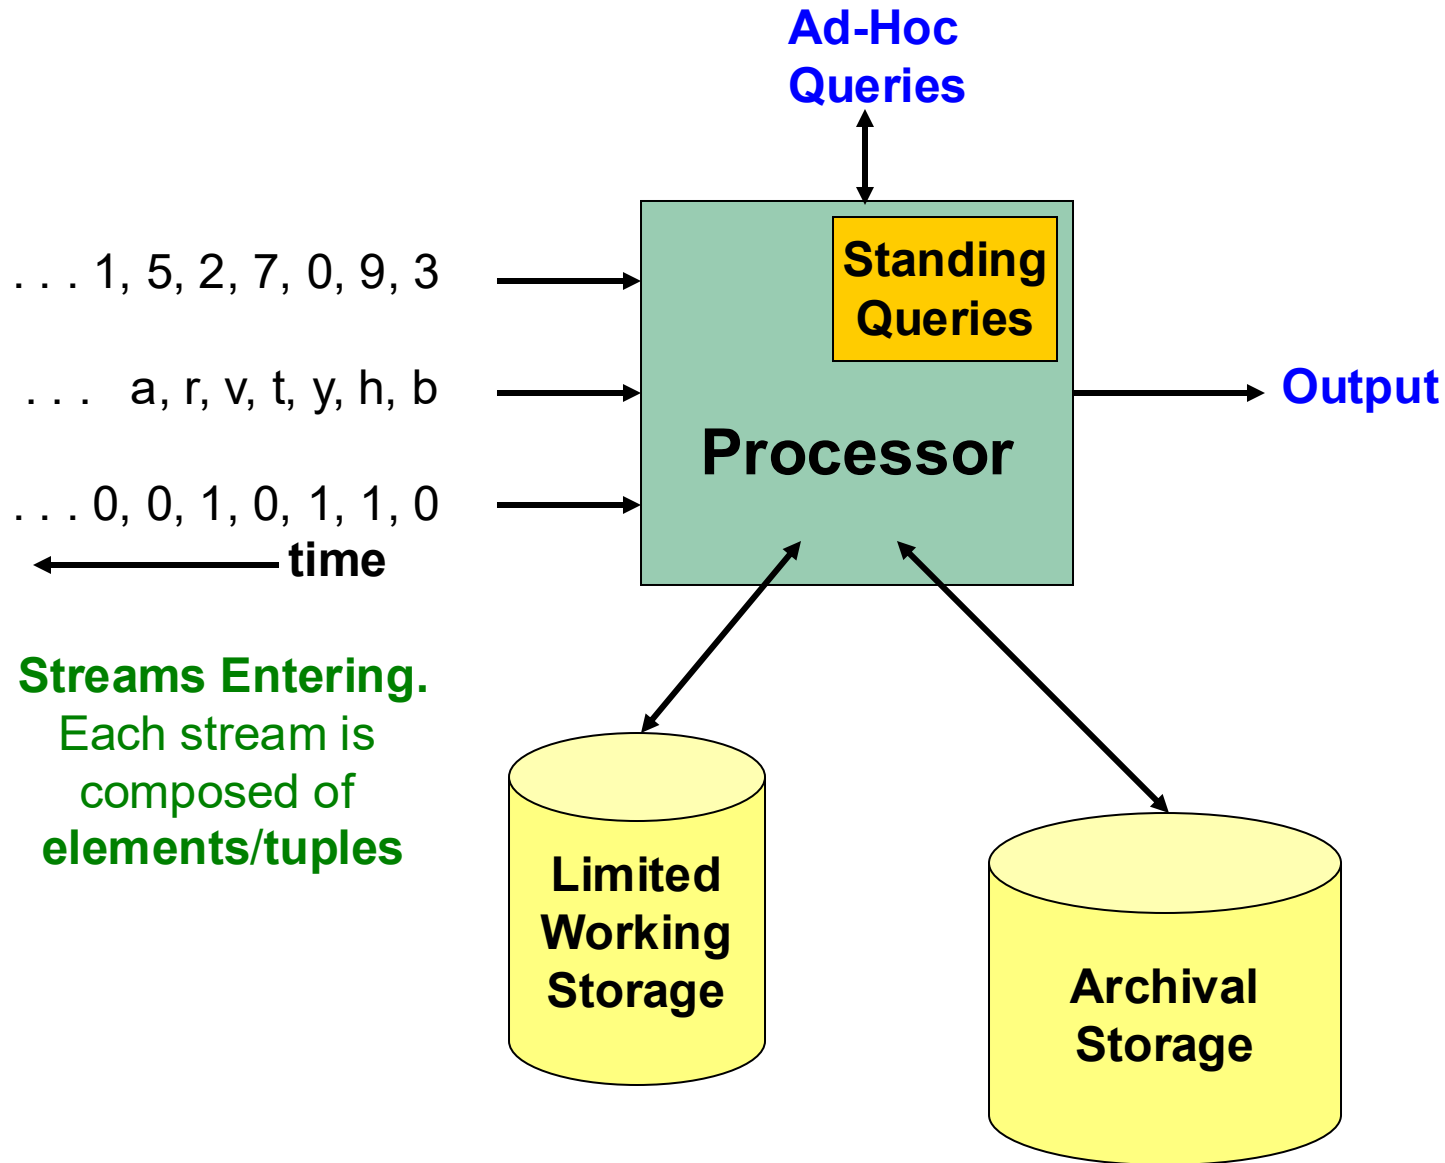 Ad-Hoc
Queries
Standing
Queries
. . . 1, 5, 2, 7, 0, 9, 3
. . . a, r, v, t, y, h, b
. . . 0, 0, 1, 0, 1, 1, 0
time
Processor
Output
Streams Entering.
Each stream is
composed of
elements/tuples
Limited
Working
Storage
Archival
Storage